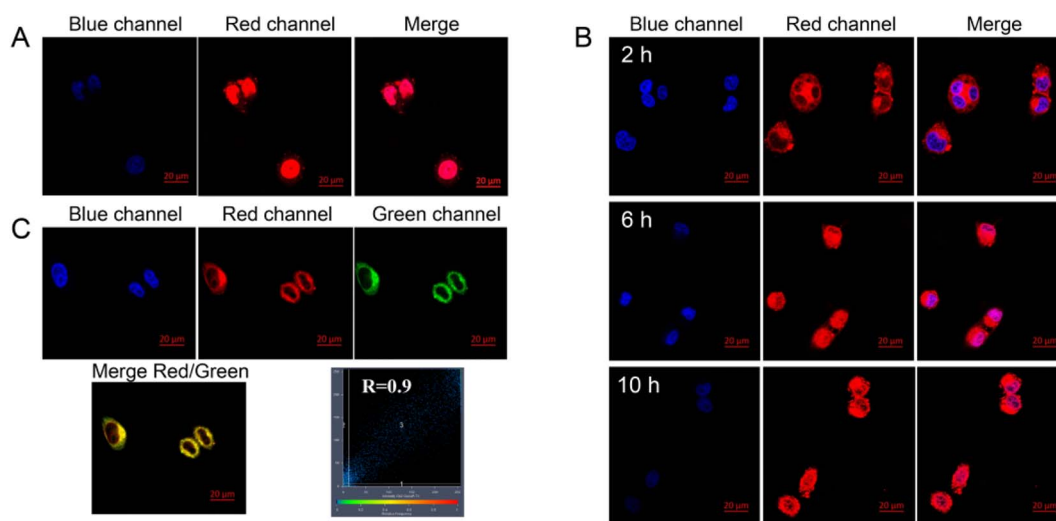 A
Blue channel Red channel Merge
20 µm 20 µm 20 µm
C
Blue channel Red channel Green channel
20 µm 20 µm 20 µm
Merge Red/Green
20 µm
R=0.9
3
1
B
Blue channel Red channel Merge
2 h
20 µm 20 µm 20 µm
6 h
20 µm 20 µm 20 µm
10 h
20 µm 20 µm 20 µm